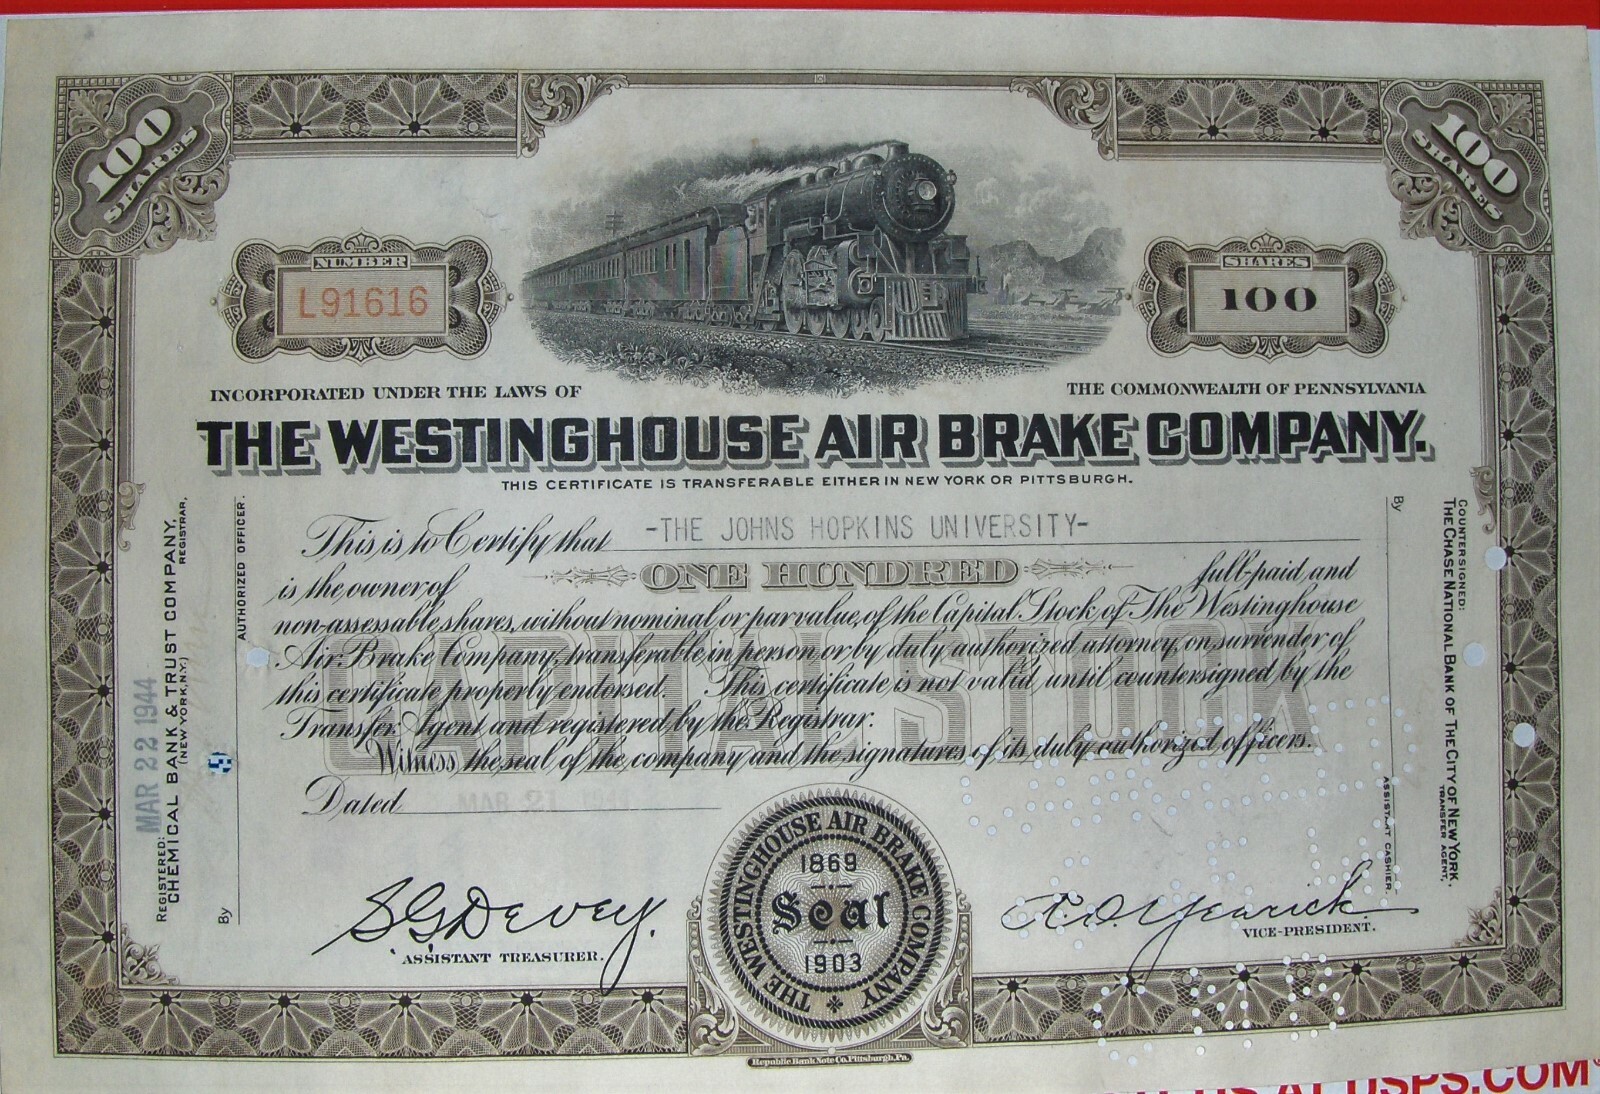 100 SHARES
100 SHARES
NUMBER
L91616
SHARES
100
INCORPORATED UNDER THE LAWS OF
THE COMMONWEALTH OF PENNSYLVANIA
THE WESTINGHOUSE AIR BRAKE COMPANY.
THIS CERTIFICATE IS TRANSFERABLE EITHER IN NEW YORK OR PITTSBURGH.
This is to Certify that -THE JOHNS HOPKINS UNIVERSITY-
is the owner of ONE HUNDRED full-paid and
non-assessable shares, without nominal or par value, of the Capital Stock of The Westinghouse
Air Brake Company, transferable in person or by duly authorized attorney, on surrender of
this certificate properly endorsed. This certificate is not valid until countersigned by the
Transfer Agent and registered by the Registrar.
Witness, the seal of the company and the signatures of its duly authorized officers.
CAPITAL STOCK
Dated MAR 21 1944
S G Devey.
ASSISTANT TREASURER.
THE WESTINGHOUSE AIR BRAKE COMPANY
1869
Seal
1903
VICE-PRESIDENT.
Republic Bank Note Co. Pittsburgh, Pa.
MAR 22 1944
REGISTERED:
CHEMICAL BANK & TRUST COMPANY,
(NEW YORK, N.Y.) REGISTRAR,
By AUTHORIZED OFFICER.
COUNTERSIGNED:
THE CHASE NATIONAL BANK OF THE CITY OF NEW YORK,
TRANSFER AGENT,
By ASSISTANT CASHIER.
AT USPS.COM